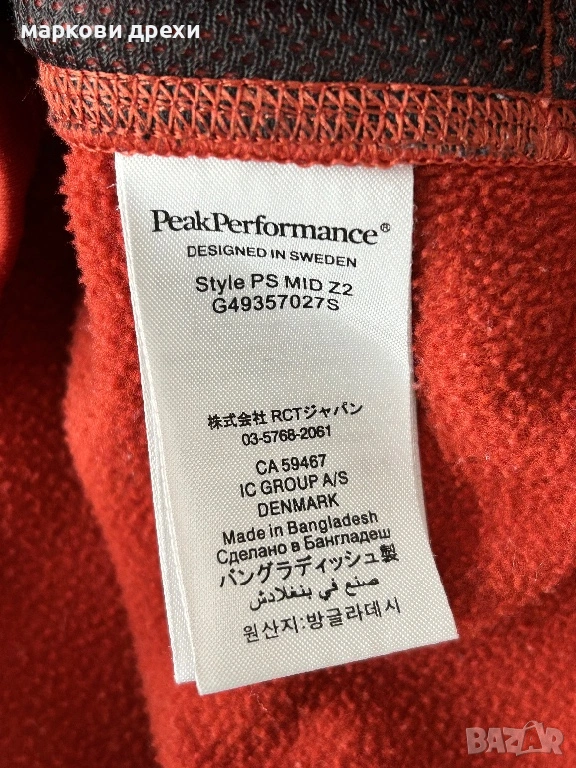 маркови дрехи
PeakPerformance®
DESIGNED IN SWEDEN
Style PS MID Z2
G49357027S
株式会社 RCTジャパン
03-5768-2061
CA 59467
IC GROUP A/S
DENMARK
Made in Bangladesh
Сделано в Бангладеш
バングラディッシュ製
صنع في بنغلادش
원산지:방글라데시
BAZAR